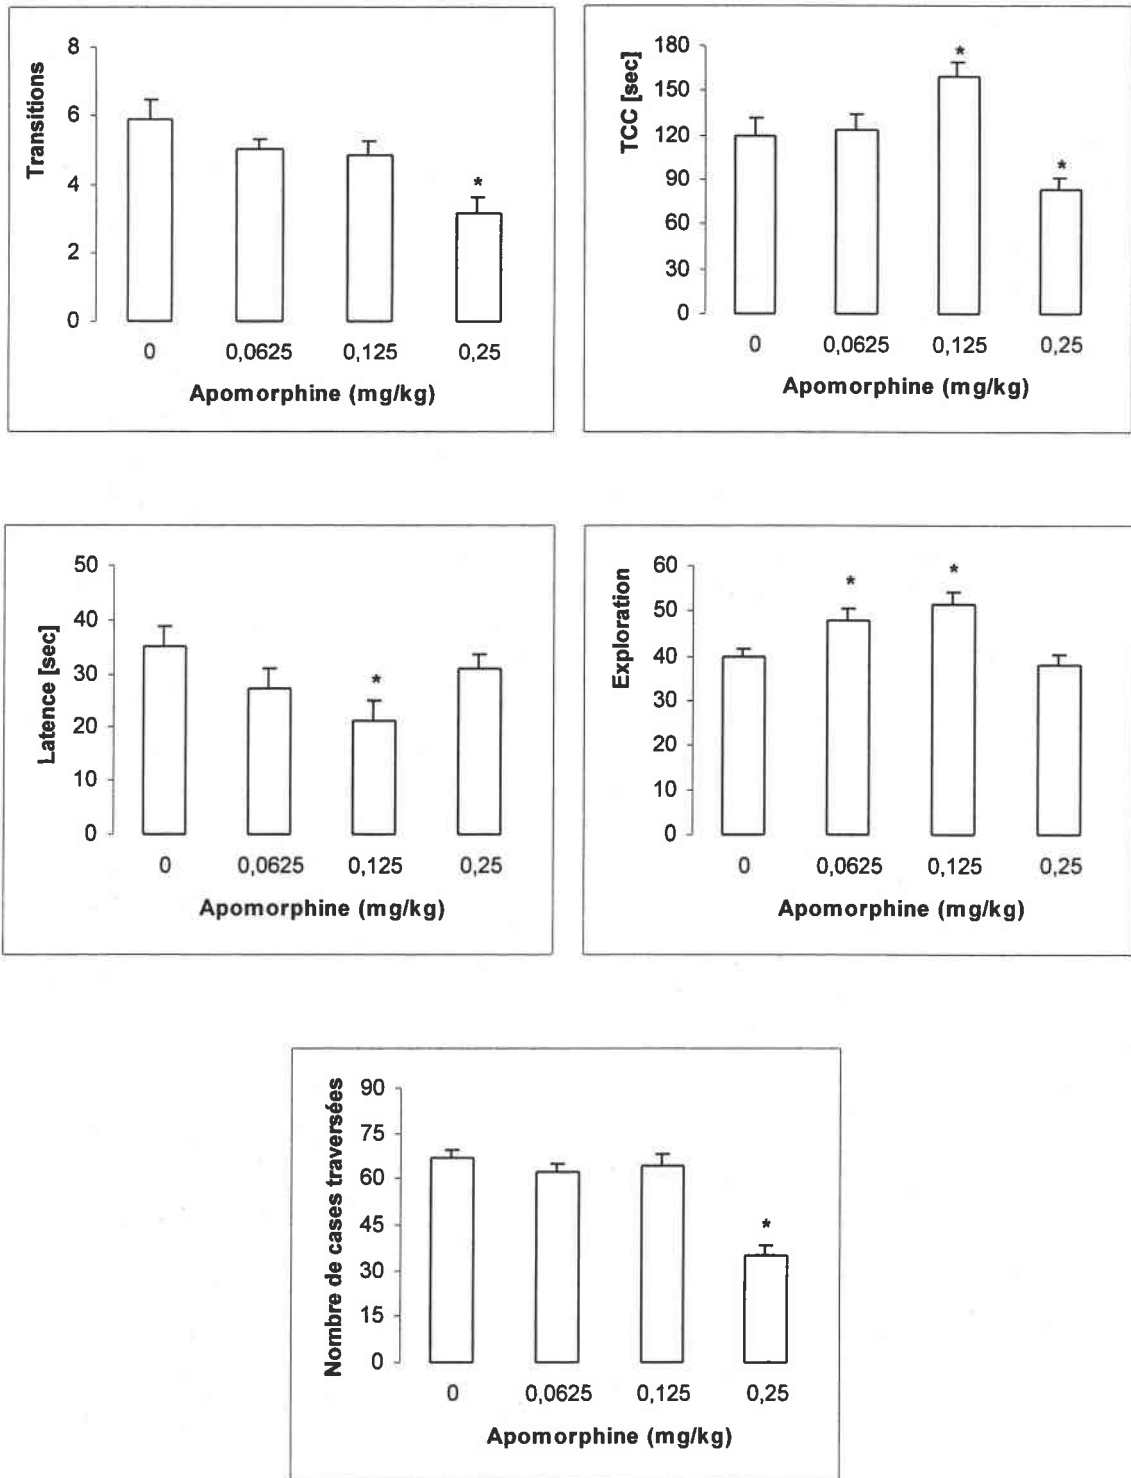 Transitions
8
6
4
2
0
*
0 0,0625 0,125 0,25
Apomorphine (mg/kg)
TCC [sec]
180
150
120
90
60
30
0
*
*
0 0,0625 0,125 0,25
Apomorphine (mg/kg)
Latence [sec]
50
40
30
20
10
0
*
0 0,0625 0,125 0,25
Apomorphine (mg/kg)
Exploration
60
50
40
30
20
10
0
* *
0 0,0625 0,125 0,25
Apomorphine (mg/kg)
Nombre de cases traversées
90
75
60
45
30
15
0
*
0 0,0625 0,125 0,25
Apomorphine (mg/kg)